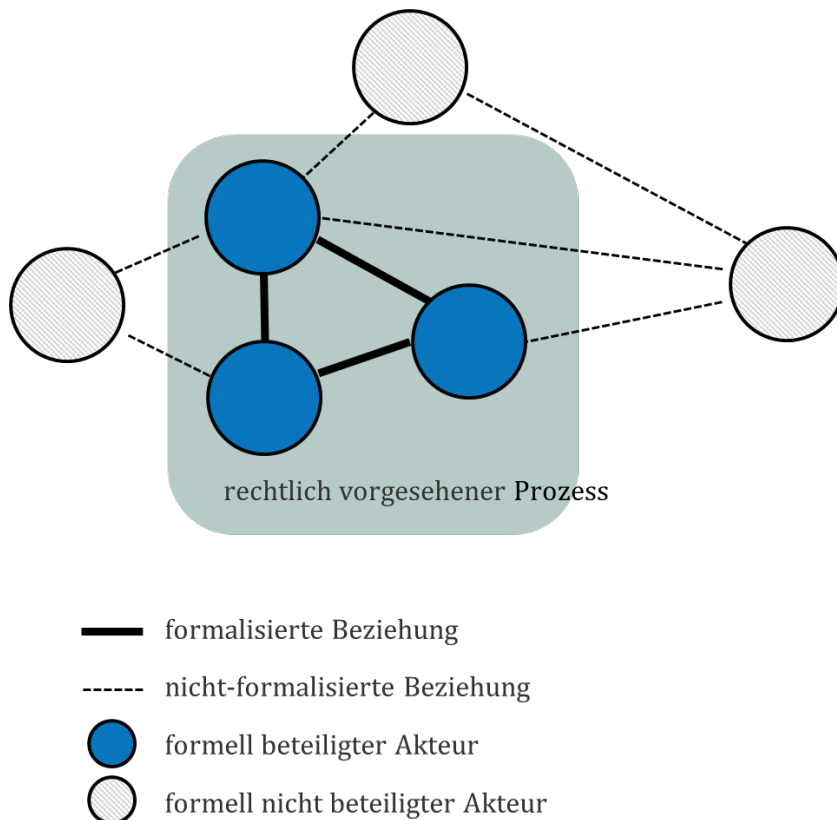 rechtlich vorgesehener Prozess
formalisierte Beziehung
nicht-formalisierte Beziehung
formell beteiligter Akteur
formell nicht beteiligter Akteur